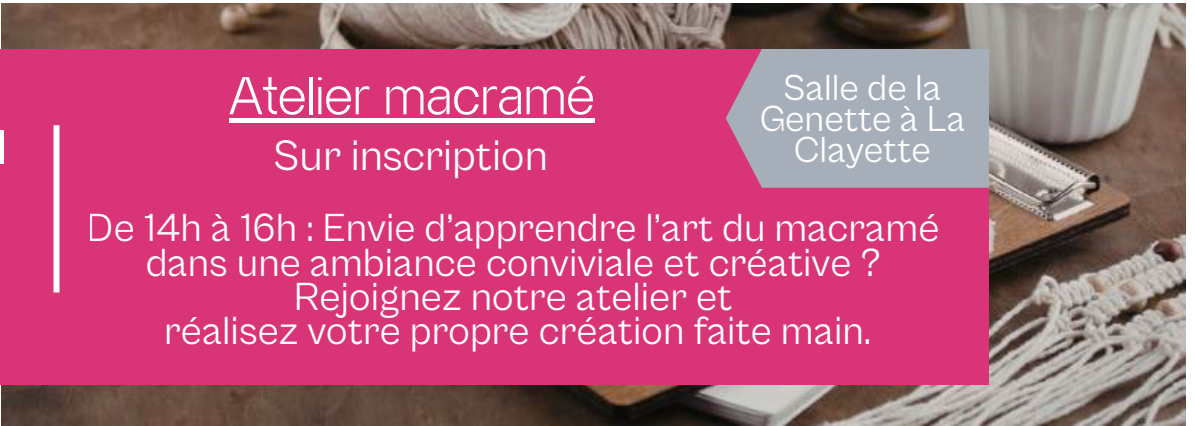 Atelier macramé
Sur inscription
Salle de la
Genette à La
Clayette
De 14h à 16h : Envie d’apprendre l’art du macramé
dans une ambiance conviviale et créative ?
Rejoignez notre atelier et
réalisez votre propre création faite main.